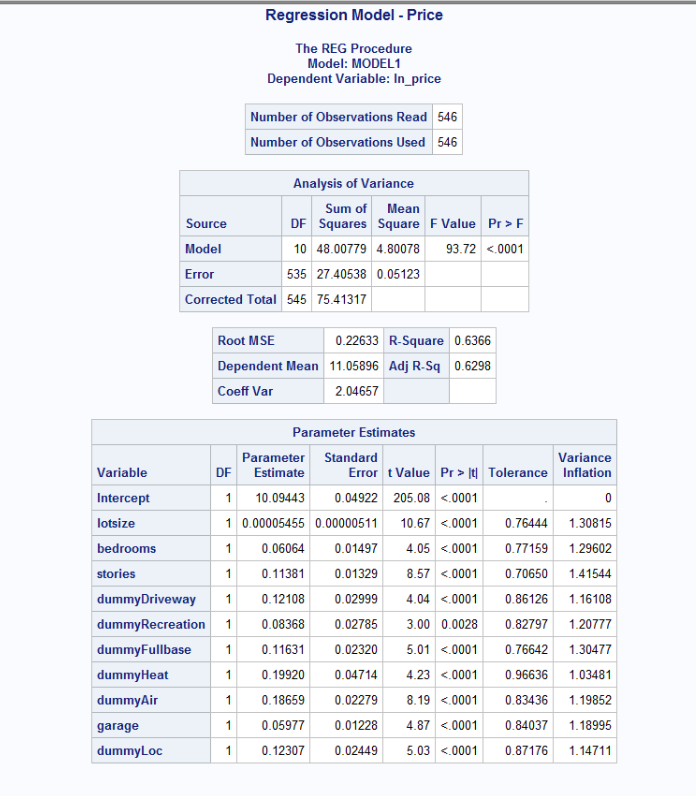 Regression Model - Price
The REG Procedure
Model: MODEL1
Dependent Variable: ln_price
Number of Observations Read 546
Number of Observations Used 546
Analysis of Variance
Source DF Sum of Squares Mean Square F Value Pr > F
Model 10 48.00779 4.80078 93.72 <.0001
Error 535 27.40538 0.05123
Corrected Total 545 75.41317
Root MSE 0.22633 R-Square 0.6366
Dependent Mean 11.05896 Adj R-Sq 0.6298
Coeff Var 2.04657
Parameter Estimates
Variable DF Parameter Estimate Standard Error t Value Pr > |t| Tolerance Variance Inflation
Intercept 1 10.09443 0.04922 205.08 <.0001 . 0
lotsize 1 0.00005455 0.00000511 10.67 <.0001 0.76444 1.30815
bedrooms 1 0.06064 0.01497 4.05 <.0001 0.77159 1.29602
stories 1 0.11381 0.01329 8.57 <.0001 0.70650 1.41544
dummyDriveway 1 0.12108 0.02999 4.04 <.0001 0.86126 1.16108
dummyRecreation 1 0.08368 0.02785 3.00 0.0028 0.82797 1.20777
dummyFullbase 1 0.11631 0.02320 5.01 <.0001 0.76642 1.30477
dummyHeat 1 0.19920 0.04714 4.23 <.0001 0.96636 1.03481
dummyAir 1 0.18659 0.02279 8.19 <.0001 0.83436 1.19852
garage 1 0.05977 0.01228 4.87 <.0001 0.84037 1.18995
dummyLoc 1 0.12307 0.02449 5.03 <.0001 0.87176 1.14711